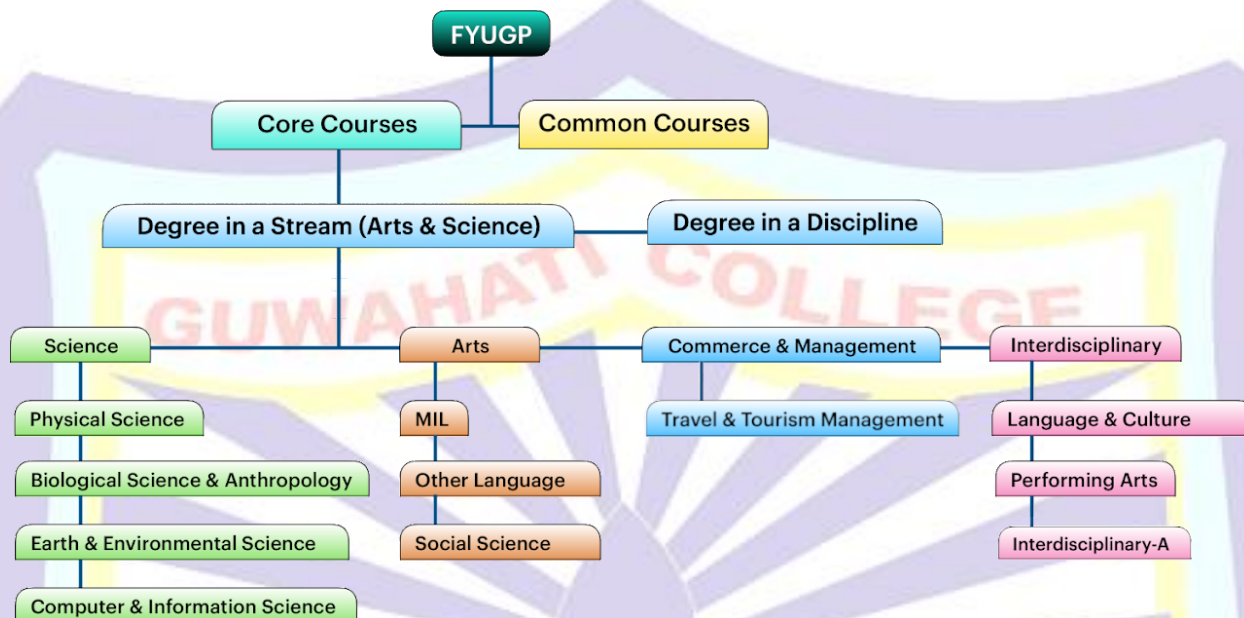 FYUGP
Core Courses
Common Courses
Degree in a Stream (Arts & Science)
Degree in a Discipline
GUWAHATI COLLEGE
Science
Arts
Commerce & Management
Interdisciplinary
Physical Science
MIL
Travel & Tourism Management
Language & Culture
Biological Science & Anthropology
Other Language
Performing Arts
Earth & Environmental Science
Social Science
Interdisciplinary-A
Computer & Information Science